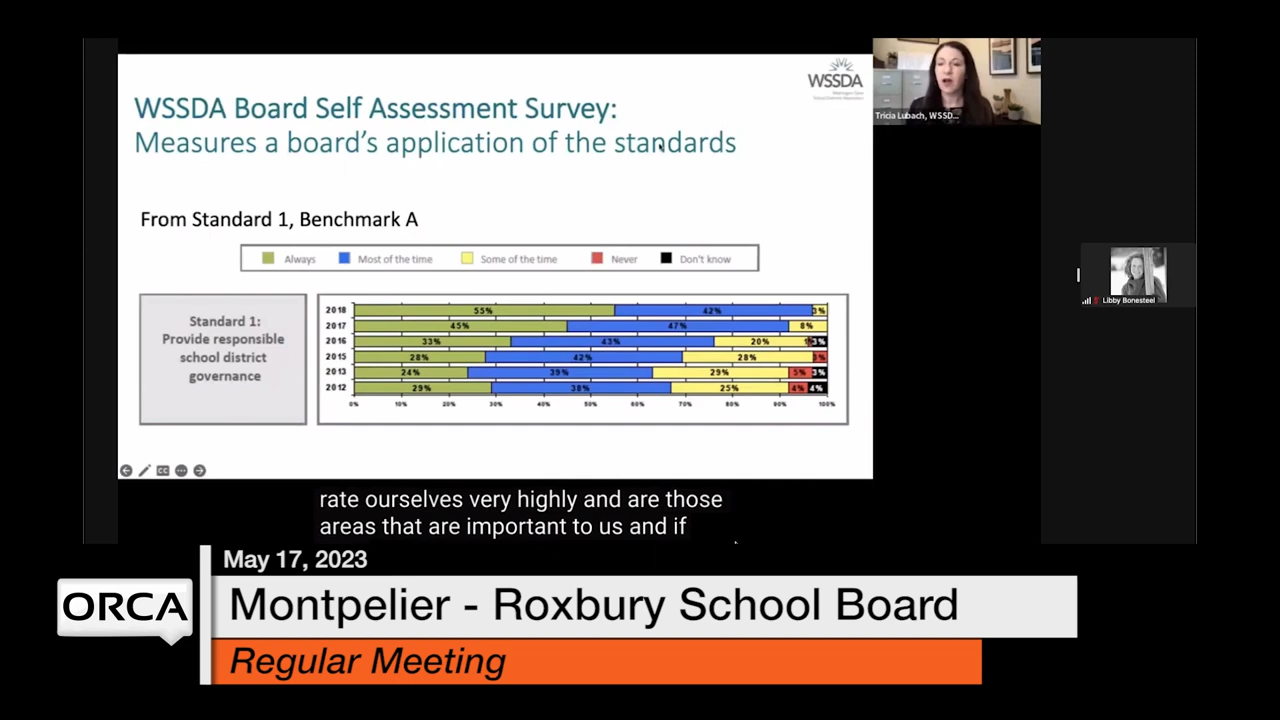 WSSDA
WSSDA Board Self Assessment Survey:
Measures a board's application of the standards
Tricia Lubach, WSSD...
From Standard 1, Benchmark A
Always Most of the time Some of the time Never Don't know
Standard 1:
Provide responsible
school district
governance
2018 55% 42% 3%
2017 45% 47% 8%
2016 33% 43% 20% 1% 3%
2015 28% 42% 28% 3%
2013 24% 39% 29% 5% 3%
2012 29% 38% 25% 4% 4%
0% 10% 20% 30% 40% 50% 60% 70% 80% 90% 100%
Libby Bonesteel
CC
rate ourselves very highly and are those
areas that are important to us and if
May 17, 2023
ORCA
Montpelier - Roxbury School Board
Regular Meeting